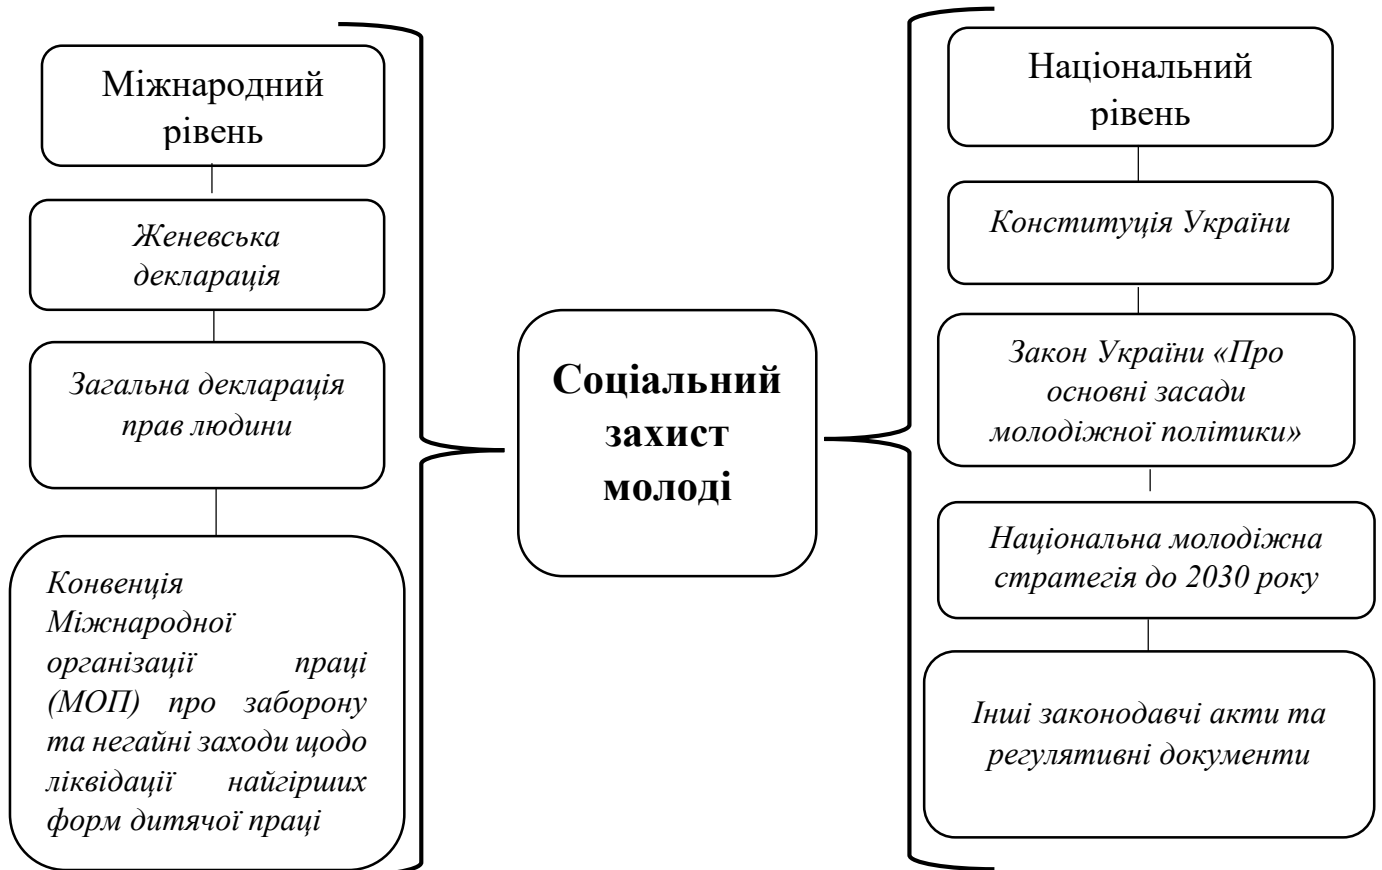 Міжнародний
рівень
Женевська
декларація
Загальна декларація
прав людини
Конвенція
Міжнародної
організації праці
(МОП) про заборону
та негайні заходи щодо
ліквідації найгірших
форм дитячої праці
Соціальний
захист
молоді
Національний
рівень
Конституція України
Закон України «Про
основні засади
молодіжної політики»
Національна молодіжна
стратегія до 2030 року
Інші законодавчі акти та
регулятивні документи